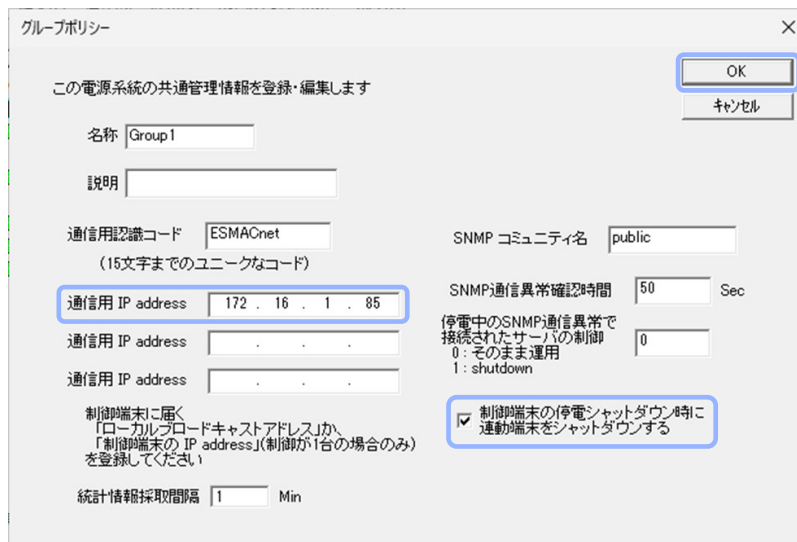 グループポリシー
OK
キャンセル
この電源系統の共通管理情報を登録・編集します
名称 Group1
説明
通信用認識コード ESMACnet
(15文字までのユニークなコード)
通信用 IP address 172 . 16 . 1 . 85
通信用 IP address . . .
通信用 IP address . . .
制御端末に届く
「ローカルブロードキャストアドレス」か、
「制御端末の IP address」(制御が1台の場合のみ)
を登録してください
統計情報採取間隔 1 Min
SNMP コミュニティ名 public
SNMP通信異常確認時間 50 Sec
停電中のSNMP通信異常で
接続されたサーバの制御 0
0 : そのまま運用
1 : shutdown
制御端末の停電シャットダウン時に
連動端末をシャットダウンする